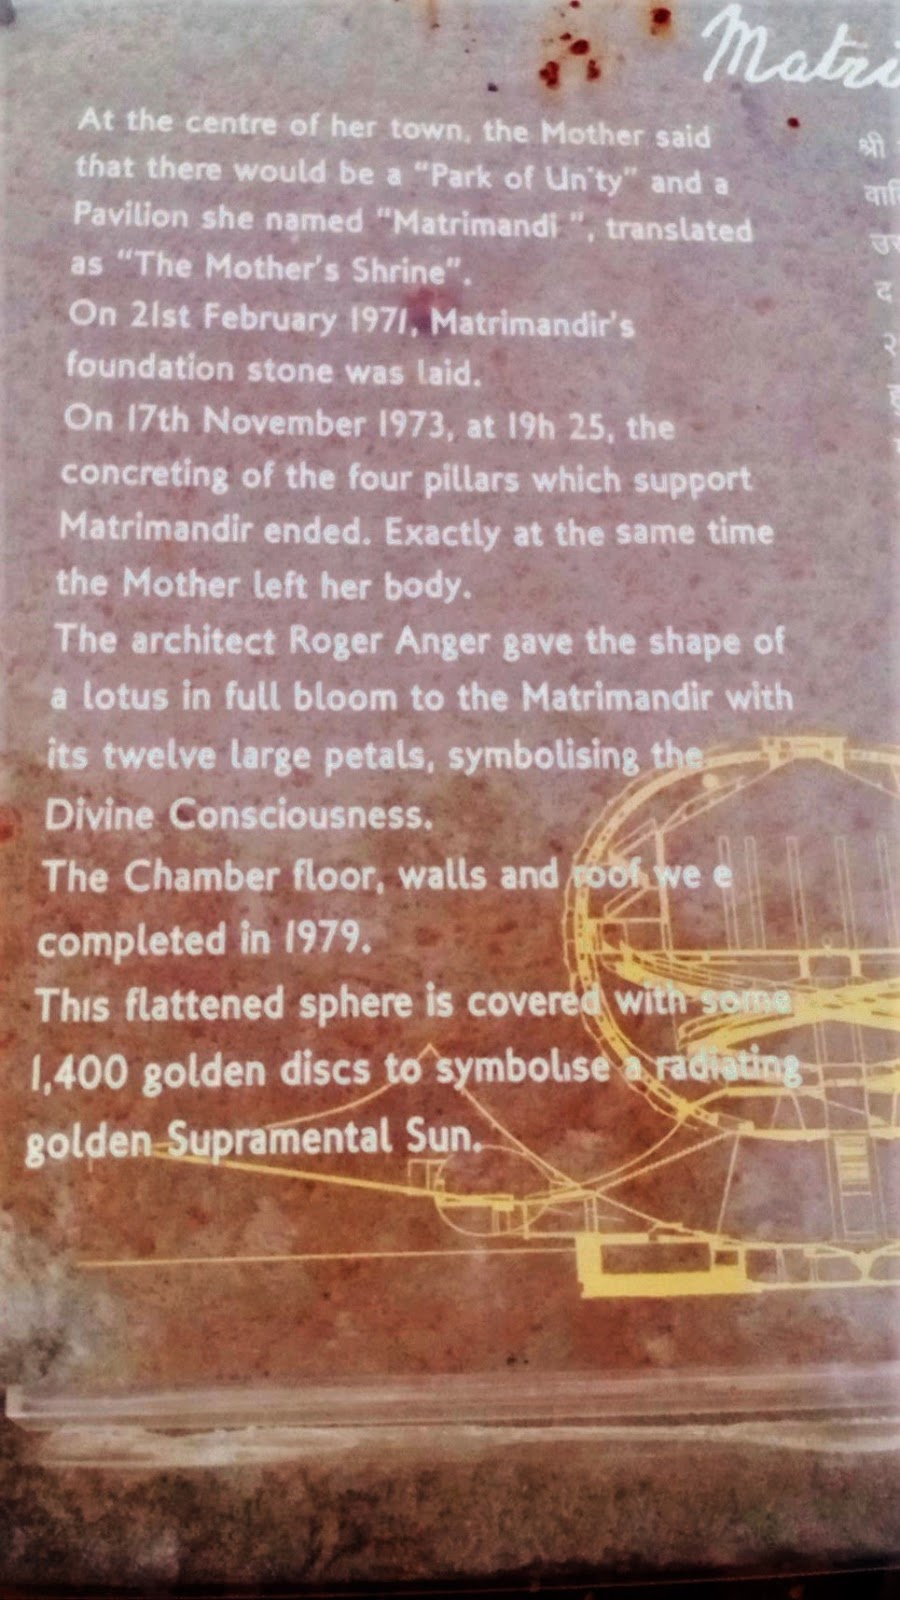 Matri
At the centre of her town, the Mother said
that there would be a "Park of Un'ty" and a
Pavilion she named "Matrimandi ", translated
as "The Mother's Shrine".
On 21st February 1971, Matrimandir's
foundation stone was laid.
On 17th November 1973, at 19h 25, the
concreting of the four pillars which support
Matrimandir ended. Exactly at the same time
the Mother left her body.
The architect Roger Anger gave the shape of
a lotus in full bloom to the Matrimandir with
its twelve large petals, symbolising the
Divine Consciousness.
The Chamber floor, walls and roof we e
completed in 1979.
This flattened sphere is covered with some
1,400 golden discs to symbolise a radiating
golden Supramental Sun.
श्री